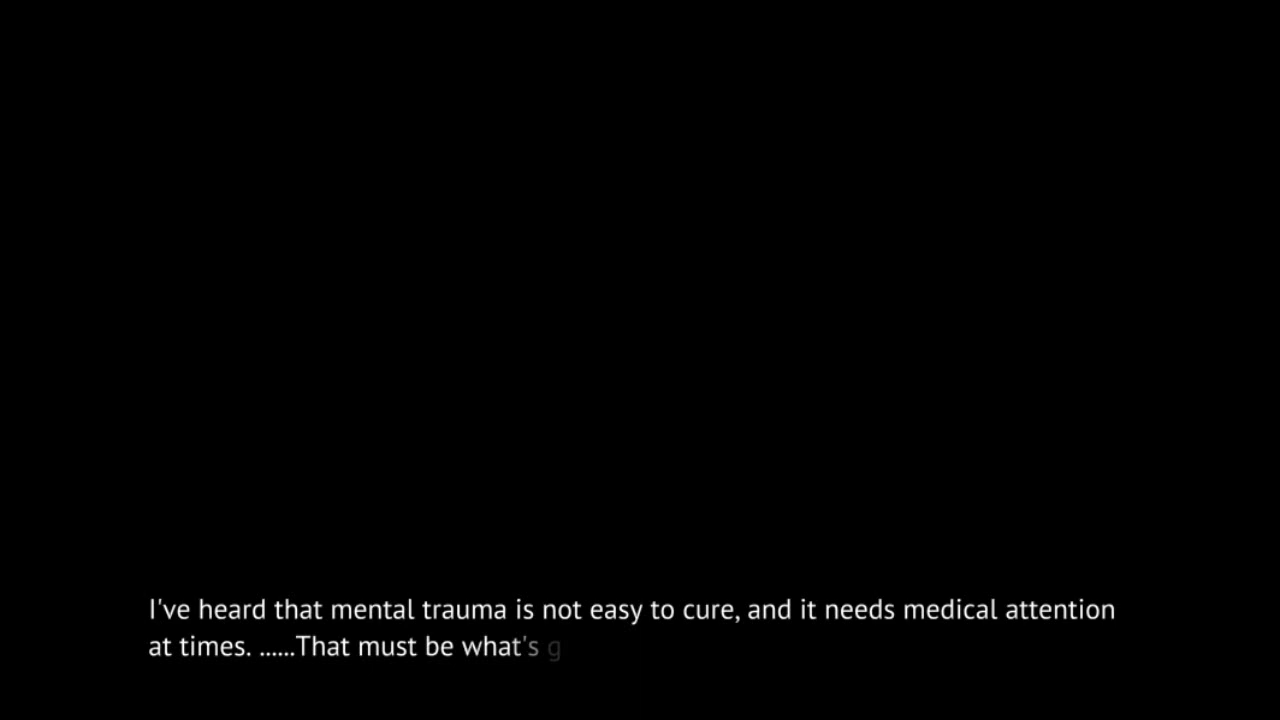 I've heard that mental trauma is not easy to cure, and it needs medical attention
at times. ......That must be what's g